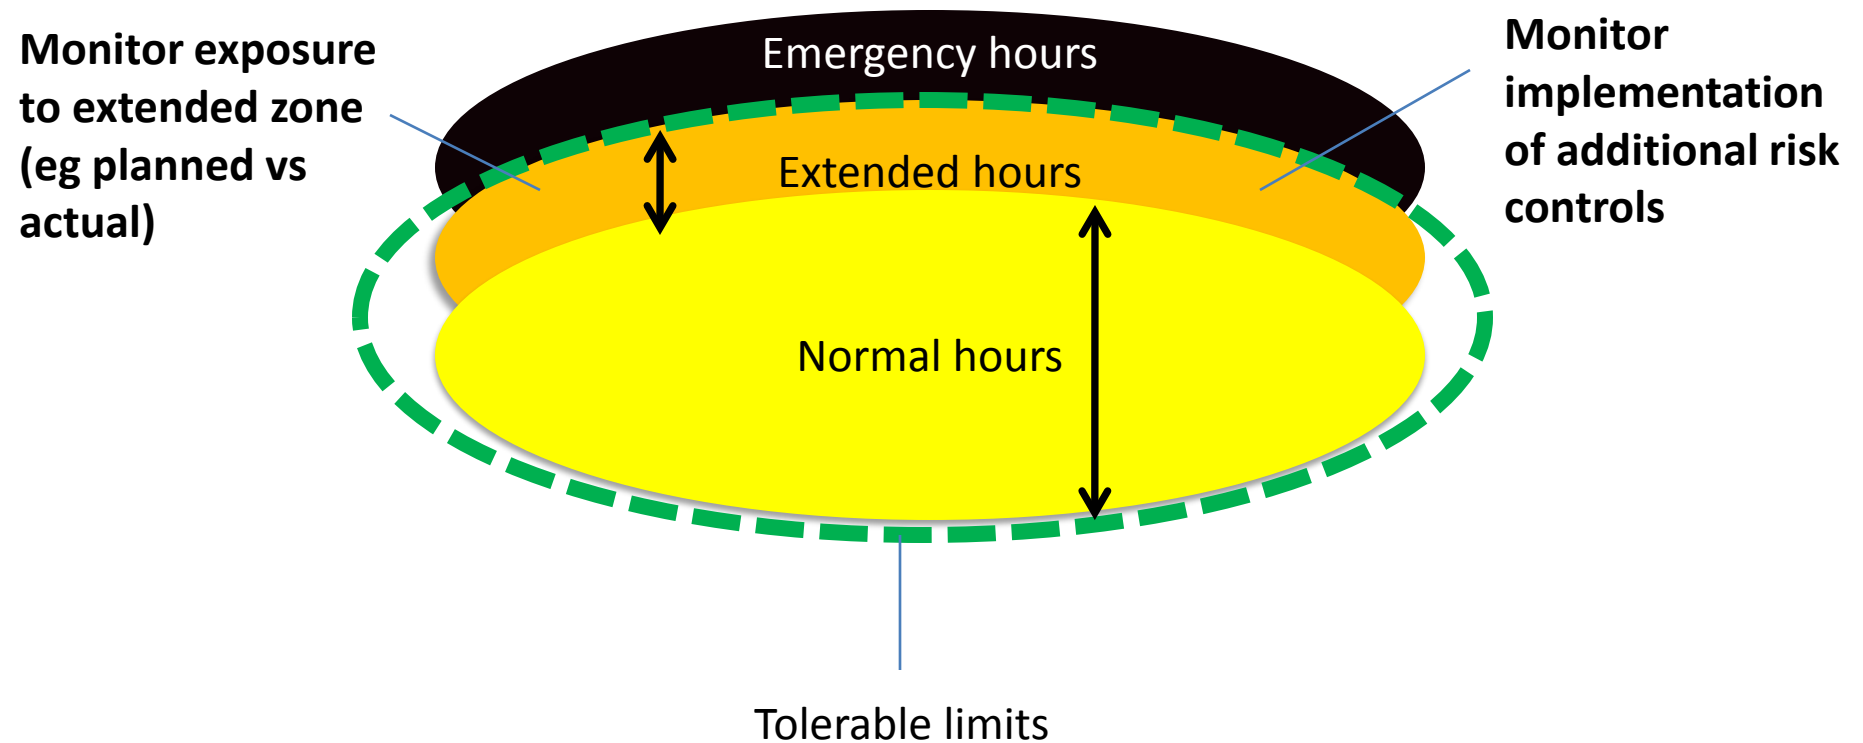 Monitor exposure
to extended zone
(eg planned vs
actual)
Emergency hours
Extended hours
Normal hours
Monitor
implementation
of additional risk
controls
Tolerable limits